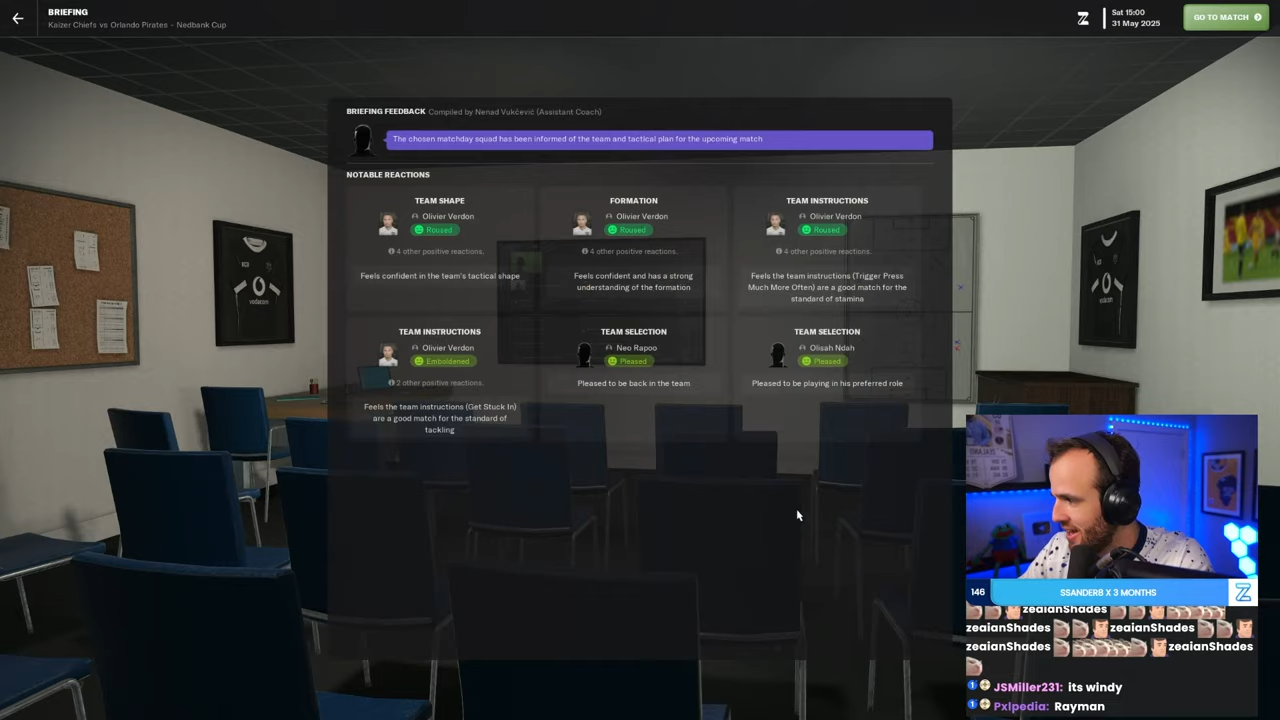 BRIEFING
Kaizer Chiefs vs Orlando Pirates - Nedbank Cup
Sat 15:00
31 May 2025
GO TO MATCH
BRIEFING FEEDBACK Compiled by Nenad Vukčević (Assistant Coach)
The chosen matchday squad has been informed of the team and tactical plan for the upcoming match
NOTABLE REACTIONS
TEAM SHAPE
Olivier Verdon
Roused
4 other positive reactions.
Feels confident in the team's tactical shape
FORMATION
Olivier Verdon
Roused
4 other positive reactions.
Feels confident and has a strong
understanding of the formation
TEAM INSTRUCTIONS
Olivier Verdon
Roused
4 other positive reactions.
Feels the team instructions (Trigger Press
Much More Often) are a good match for the
standard of stamina
TEAM INSTRUCTIONS
Olivier Verdon
Emboldened
2 other positive reactions.
Feels the team instructions (Get Stuck In)
are a good match for the standard of
tackling
TEAM SELECTION
Neo Rapoo
Pleased
Pleased to be back in the team
TEAM SELECTION
Olisah Ndah
Pleased
Pleased to be playing in his preferred role
vodacom
vodacom
146
SSANDER8 X 3 MONTHS
Z
zeaianShades
zeaianShades zeaianShades
zeaianShades zeaianShades
JSMiller231: its windy
Pxlpedia: Rayman